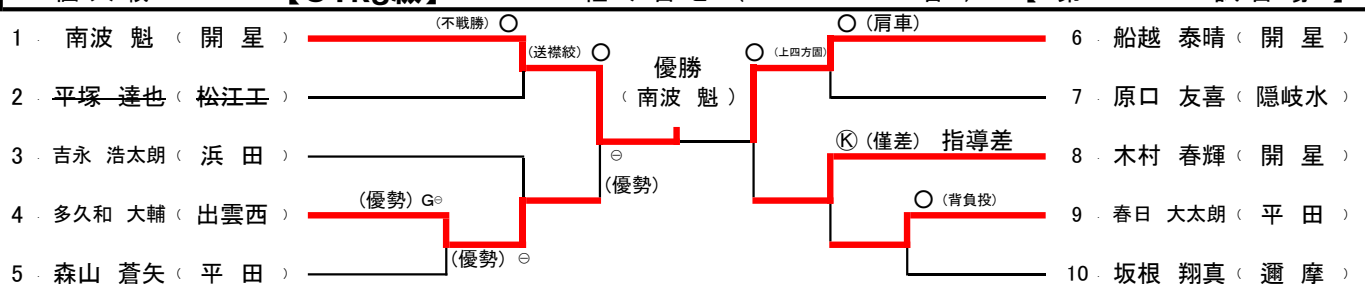 【
1 南波 魁 （ 開 星 ）
2 平塚 達也（ 松江工 ）
3 吉永 浩太朗（ 浜 田 ）
4 多久和 大輔（ 出雲西 ）
5 森山 蒼矢（ 平 田 ）
(不戦勝) ○
(送襟絞) ○
(優勢) G⊖
(優勢) ⊖
⊖
(優勢)
優勝
（ 南波 魁 ）
○ (上四方固)
○ (肩車)
Ⓚ (僅差) 指導差
○ (背負投)
6 船越 泰晴（ 開 星 ）
7 原口 友喜（ 隠岐水 ）
8 木村 春輝（ 開 星 ）
9 春日 大太朗（ 平 田 ）
10 坂根 翔真（ 邇 摩 ）